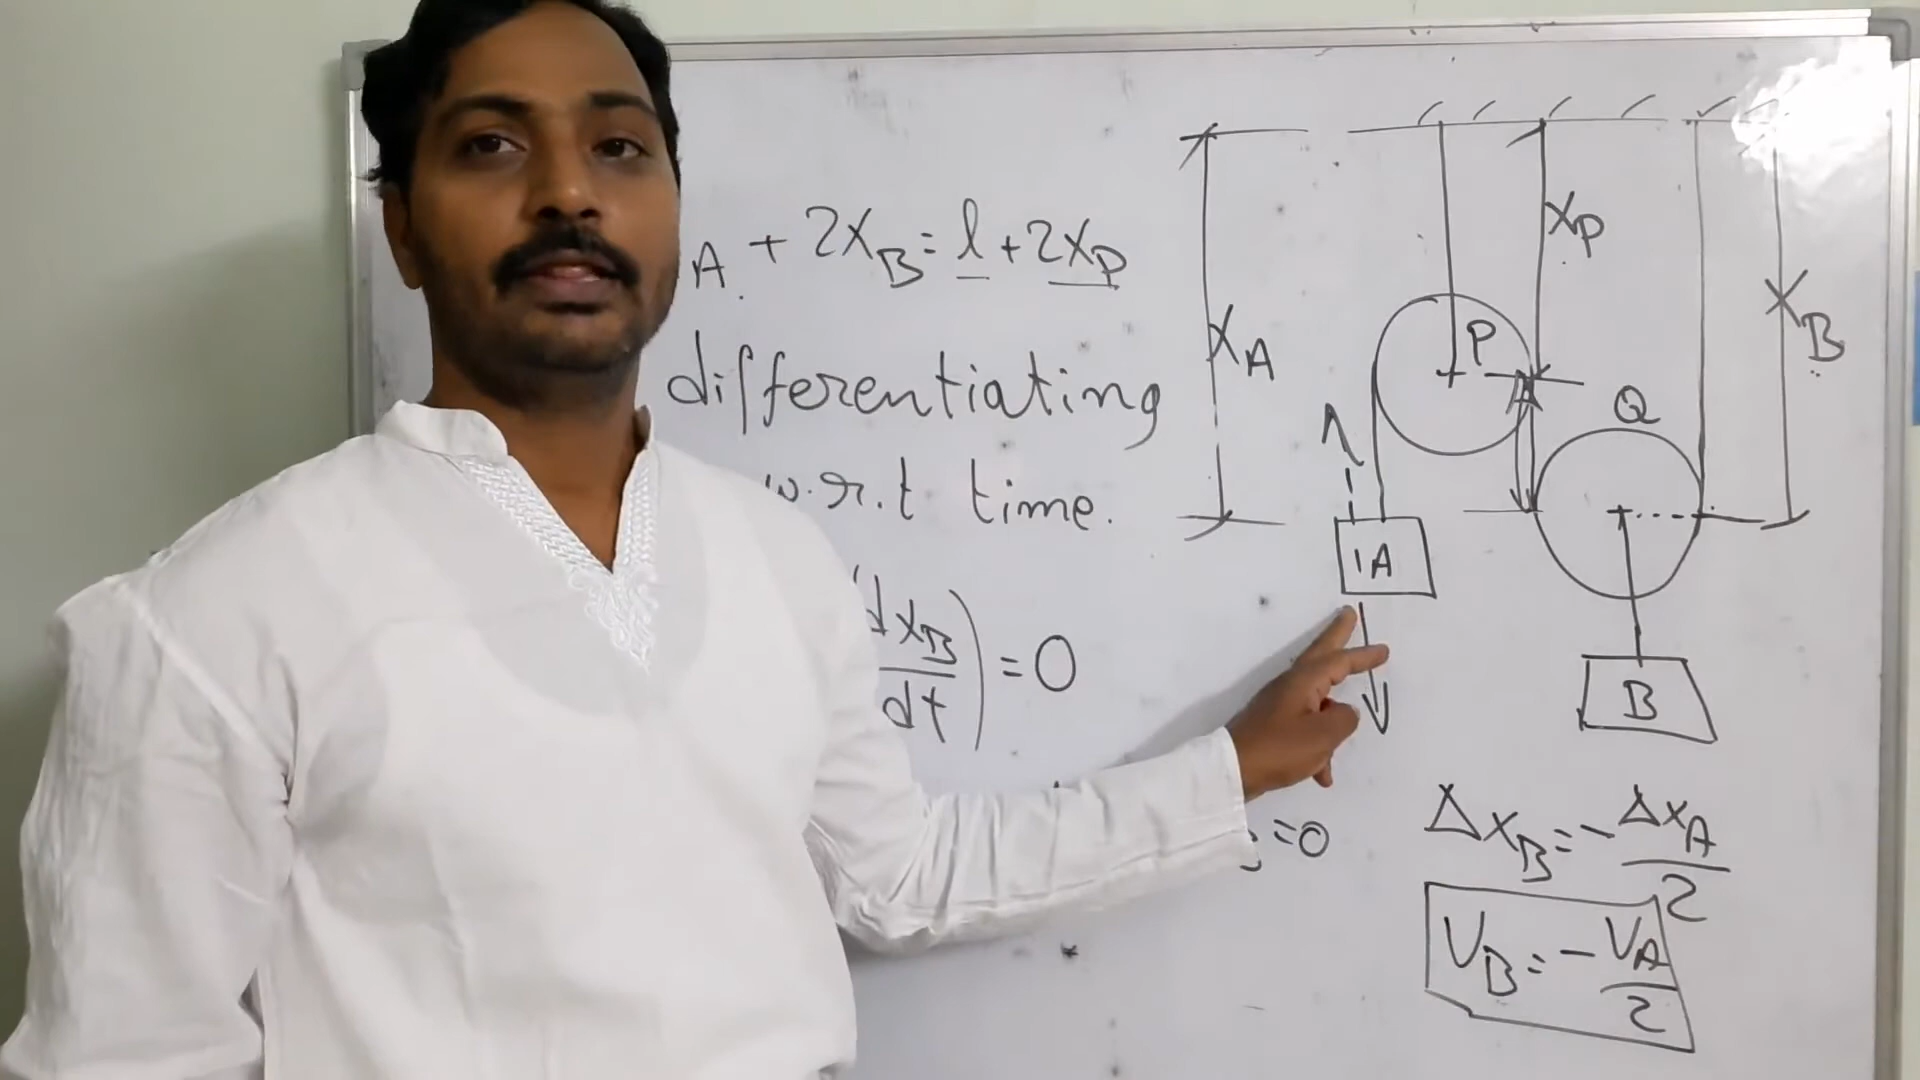 A + 2XB = l + 2XP
differentiating
w.r.t time.
dxB
dt
) = 0
=0
XA
XP
XB
P
Q
A
B
ΔxB = - ΔxA
2
VB = - VA
2